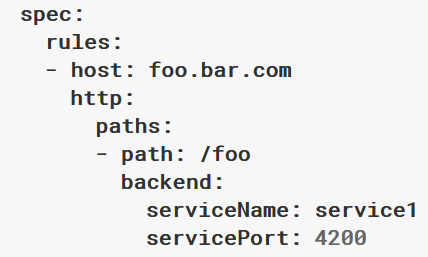 spec:
  rules:
  - host: foo.bar.com
    http:
      paths:
      - path: /foo
        backend:
          serviceName: service1
          servicePort: 4200